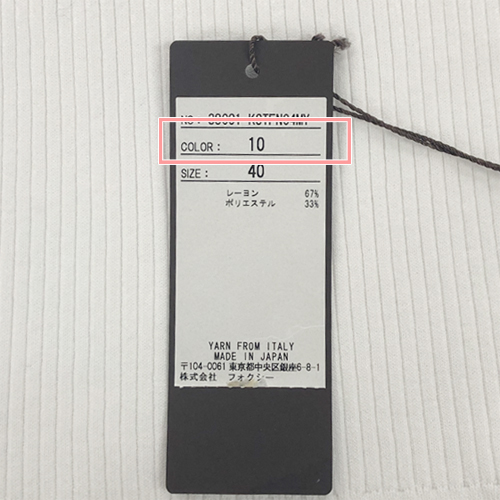 NO:
COLOR: 10
SIZE: 40
レーヨン 67%
ポリエステル 33%
YARN FROM ITALY
MADE IN JAPAN
〒104-0061 東京都中央区銀座6-8-1
株式会社 フォクシー